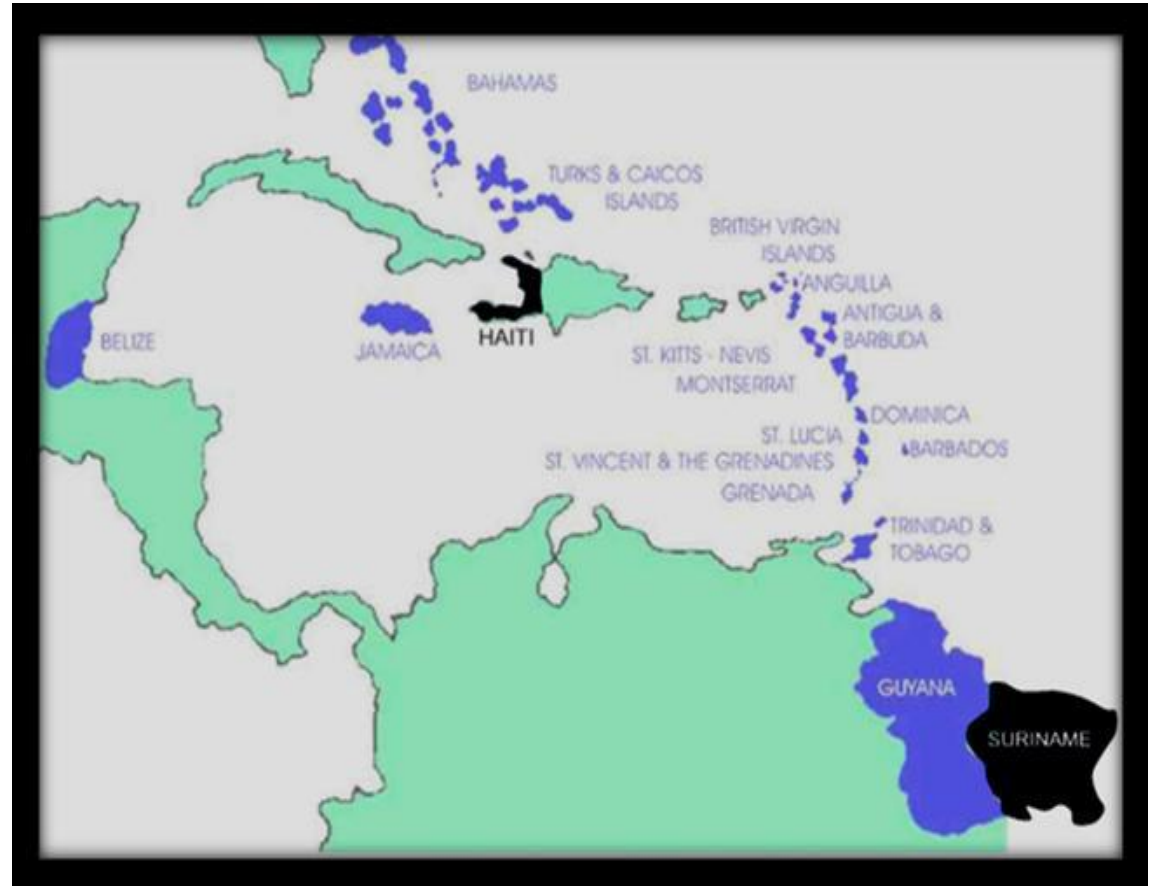 BAHAMAS
TURKS & CAICOS
ISLANDS
BRITISH VIRGIN
ISLANDS
ANGUILLA
ANTIGUA &
BARBUDA
BELIZE
JAMAICA
HAITI
ST. KITTS - NEVIS
MONTSERRAT
DOMINICA
ST. LUCIA
BARBADOS
ST. VINCENT & THE GRENADINES
GRENADA
TRINIDAD &
TOBAGO
GUYANA
SURINAME